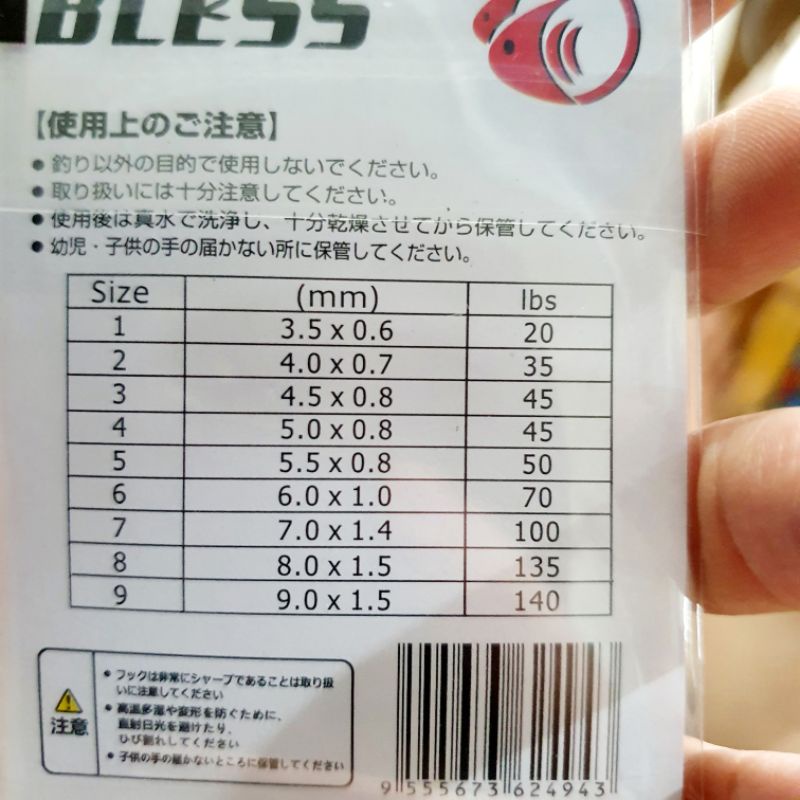 BLESS
【使用上のご注意】
● 釣り以外の目的で使用しないでください。
● 取り扱いには十分注意してください。
● 使用後は真水で洗浄し、十分乾燥させてから保管してください。
● 幼児・子供の手の届かない所に保管してください。
Size (mm) lbs
1 3.5 x 0.6 20
2 4.0 x 0.7 35
3 4.5 x 0.8 45
4 5.0 x 0.8 45
5 5.5 x 0.8 50
6 6.0 x 1.0 70
7 7.0 x 1.4 100
8 8.0 x 1.5 135
9 9.0 x 1.5 140
注意
● フックは非常にシャープであることは取り扱
いに注意してください
● 高温多湿や変形を防ぐために、
直射日光を避けたり、
ひび割れしてください
● 子供の手の届かないところに保管してください
9 555673 624943